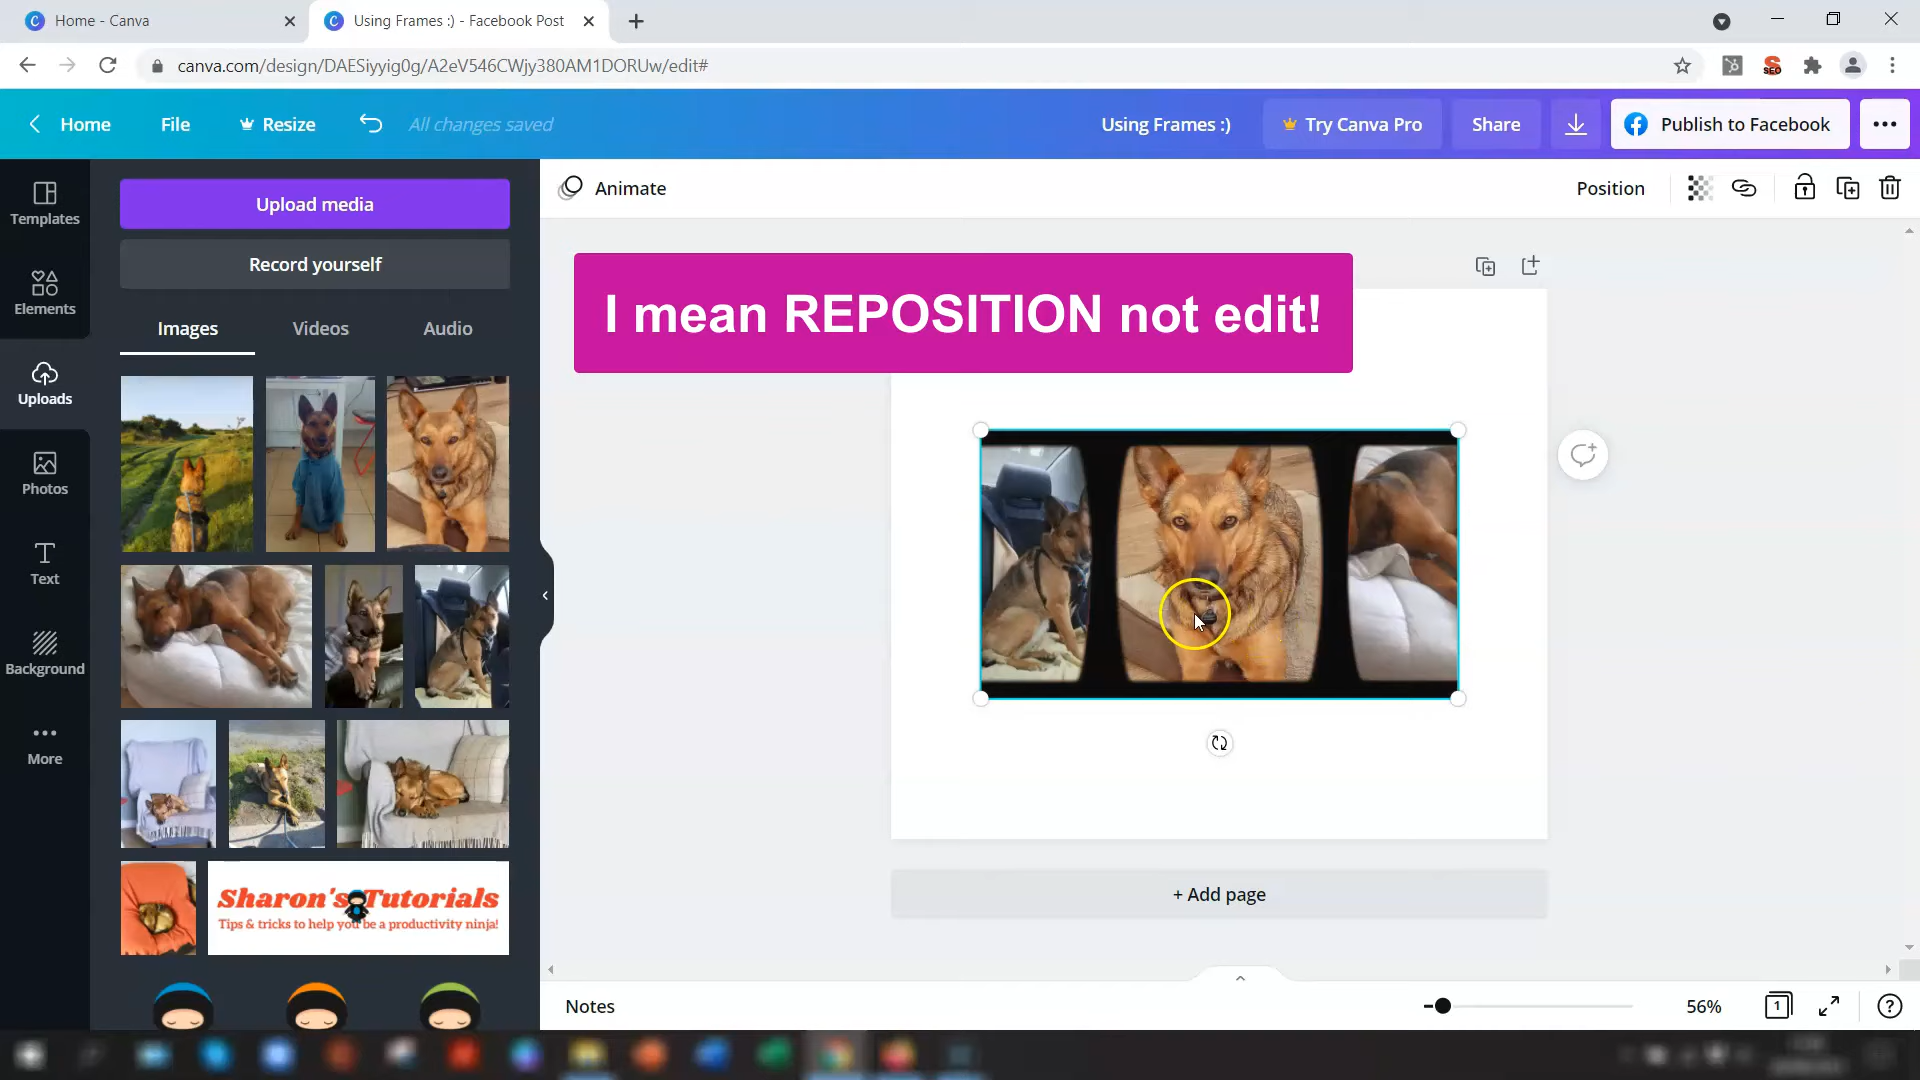 Home - Canva
Using Frames :) - Facebook Post
canva.com/design/DAESiyyig0g/A2eV546CWjy380AM1DORUw/edit#
SEO
Home
File
Resize
All changes saved
Using Frames :)
Try Canva Pro
Share
Publish to Facebook
Templates
Elements
Uploads
Photos
Text
Background
More
Upload media
Record yourself
Images
Videos
Audio
Sharon's Tutorials
Tips & tricks to help you be a productivity ninja!
Animate
Position
I mean REPOSITION not edit!
+ Add page
Notes
56%
1